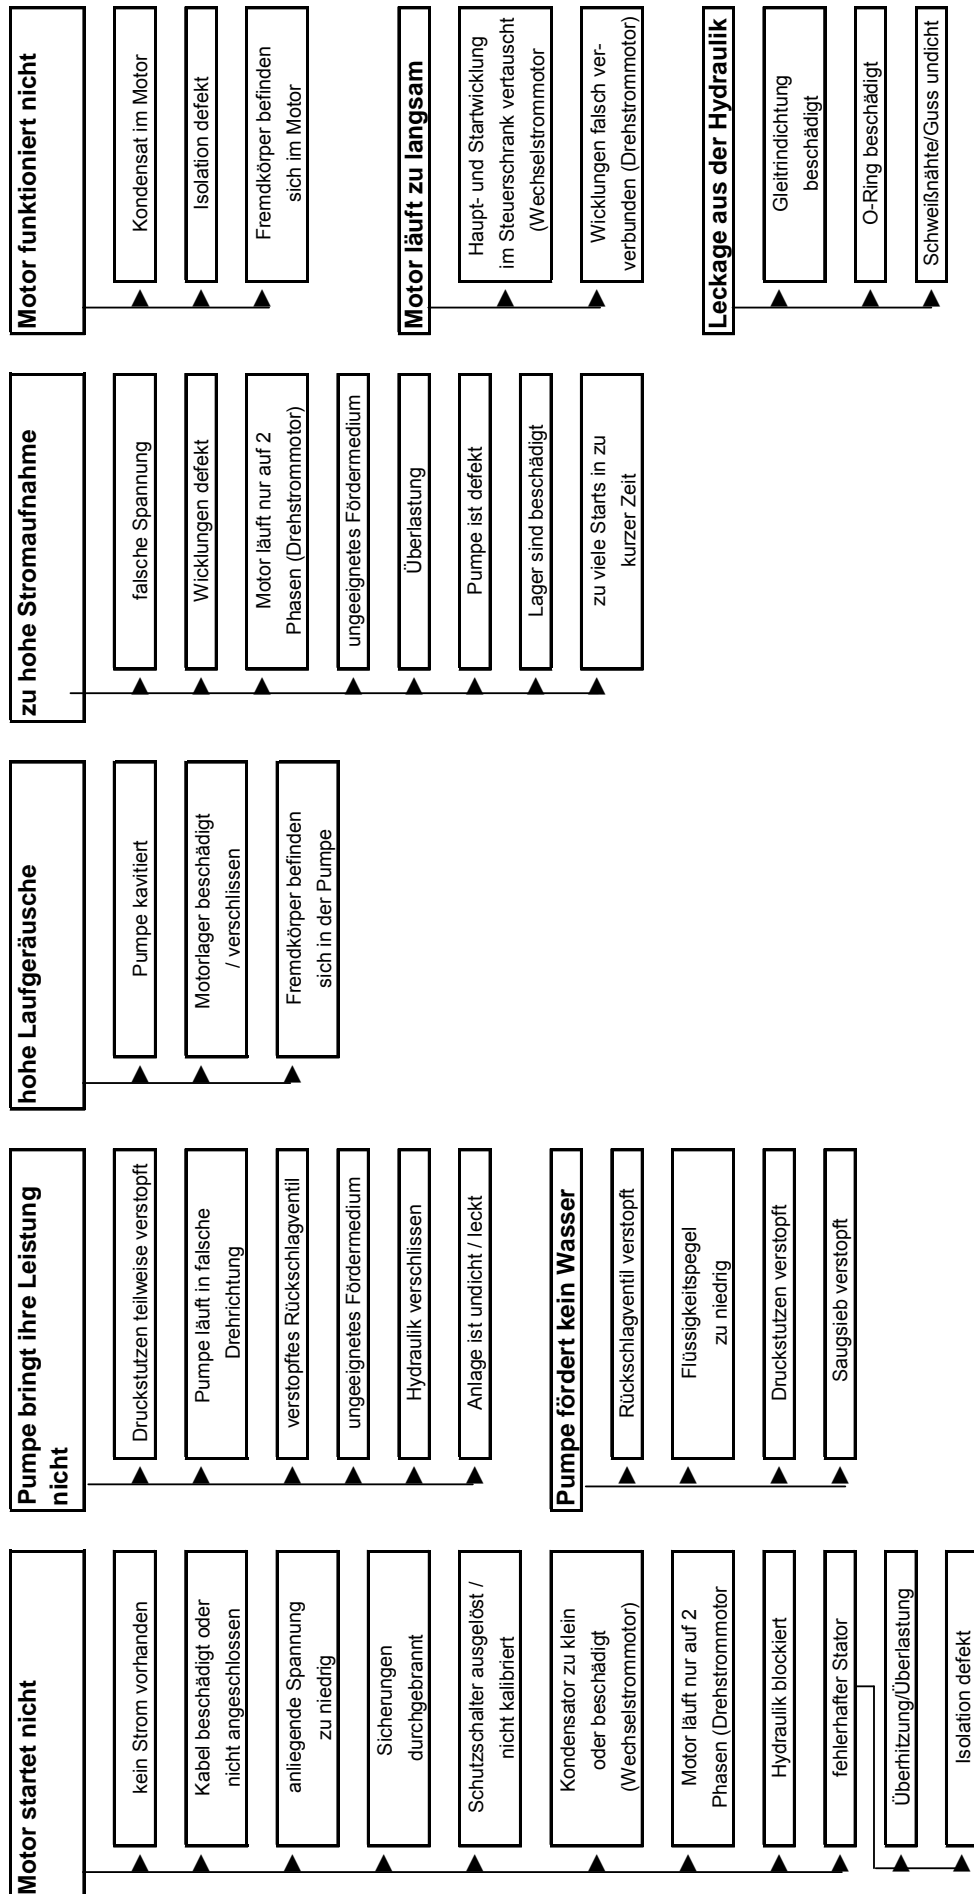 Motor startet nicht
kein Strom vorhanden
Kabel beschädigt oder
nicht angeschlossen
anliegende Spannung
zu niedrig
Sicherungen
durchgebrannt
Schutzschalter ausgelöst /
nicht kalibriert
Kondensator zu klein
oder beschädigt
(Wechselstrommotor)
Motor läuft nur auf 2
Phasen (Drehstrommotor
Hydraulik blockiert
fehlerhafter Stator
Überhitzung/Überlastung
Isolation defekt
Pumpe bringt ihre Leistung
nicht
Druckstutzen teilweise verstopft
Pumpe läuft in falsche
Drehrichtung
verstopftes Rückschlagventil
ungeeignetes Fördermedium
Hydraulik verschlissen
Anlage ist undicht / leckt
Pumpe fördert kein Wasser
Rückschlagventil verstopft
Flüssigkeitspegel
zu niedrig
Druckstutzen verstopft
Saugsieb verstopft
hohe Laufgeräusche
Pumpe kavitiert
Motorlager beschädigt
/ verschlissen
Fremdkörper befinden
sich in der Pumpe
zu hohe Stromaufnahme
falsche Spannung
Wicklungen defekt
Motor läuft nur auf 2
Phasen (Drehstrommotor)
ungeeignetes Fördermedium
Überlastung
Pumpe ist defekt
Lager sind beschädigt
zu viele Starts in zu
kurzer Zeit
Motor funktioniert nicht
Kondensat im Motor
Isolation defekt
Fremdkörper befinden
sich im Motor
Motor läuft zu langsam
Haupt- und Startwicklung
im Steuerschrank vertauscht
(Wechselstrommotor
Wicklungen falsch ver-
verbunden (Drehstrommotor)
Leckage aus der Hydraulik
Gleitrindichtung
beschädigt
O-Ring beschädigt
Schweißnähte/Guss undicht